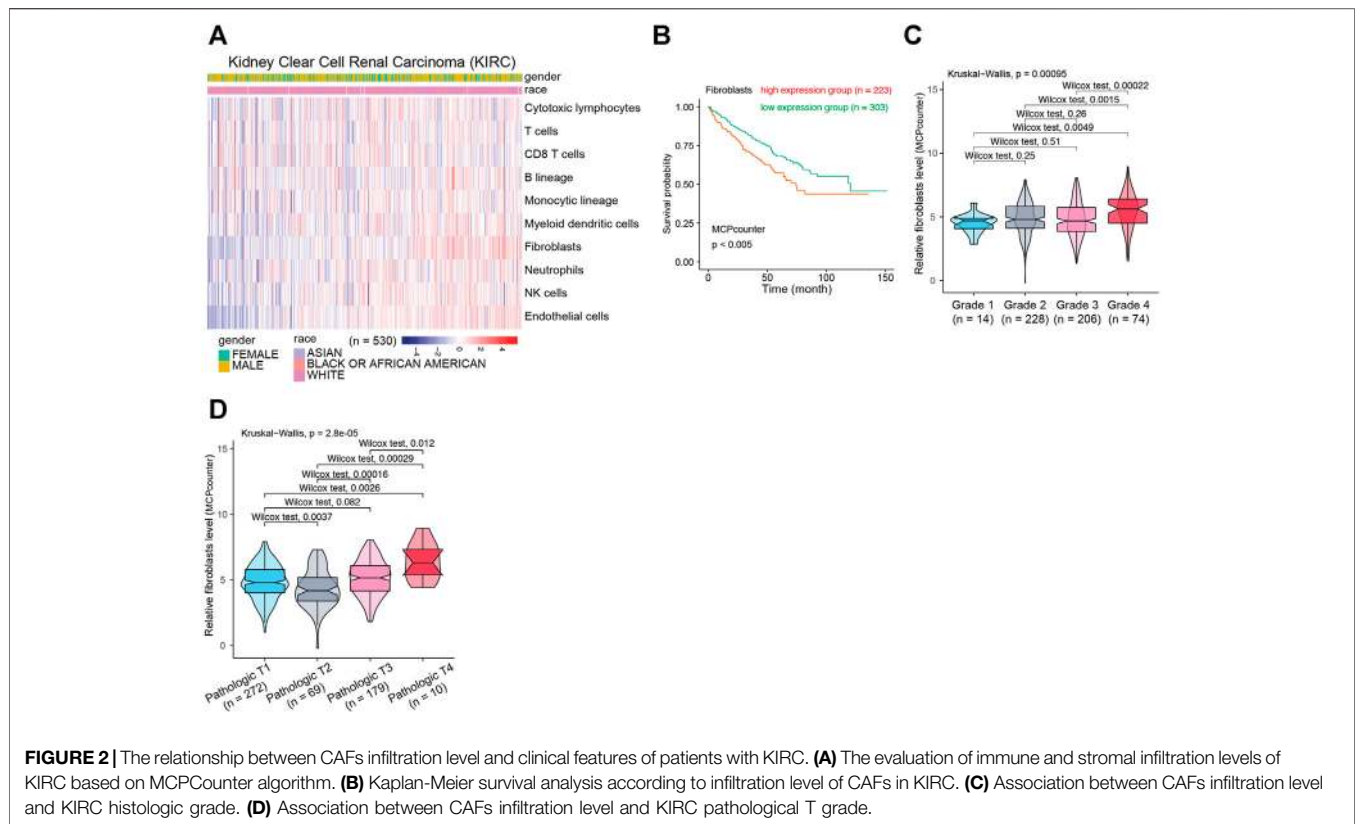 A
Kidney Clear Cell Renal Carcinoma (KIRC)
gender
race
Cytotoxic lymphocytes
T cells
CD8 T cells
B lineage
Monocytic lineage
Myeloid dendritic cells
Fibroblasts
Neutrophils
NK cells
Endothelial cells
gender
FEMALE
MALE
race
ASIAN
BLACK OR AFRICAN AMERICAN
WHITE
(n = 530)
-4 -2 0 2 4
B
Fibroblasts
high expression group (n = 223)
low expression group (n = 303)
Survival probability
1.00
0.75
0.50
0.25
0.00
MCPcounter
p < 0.005
0 50 100 150
Time (month)
C
Kruskal-Wallis, p = 0.00095
Wilcox test, 0.00022
Wilcox test, 0.0015
Wilcox test, 0.26
Wilcox test, 0.0049
Wilcox test, 0.51
Wilcox test, 0.25
Relative fibroblasts level (MCPcounter)
15
10
5
0
Grade 1 Grade 2 Grade 3 Grade 4
(n = 14) (n = 228) (n = 206) (n = 74)
D
Kruskal-Wallis, p = 2.8e-05
Wilcox test, 0.012
Wilcox test, 0.00029
Wilcox test, 0.00016
Wilcox test, 0.0026
Wilcox test, 0.082
Wilcox test, 0.0037
Relative fibroblasts level (MCPcounter)
15
10
5
0
Pathologic T1
(n = 272)
Pathologic T2
(n = 69)
Pathologic T3
(n = 179)
Pathologic T4
(n = 10)
FIGURE 2 | The relationship between CAFs infiltration level and clinical features of patients with KIRC. (A) The evaluation of immune and stromal infiltration levels of
KIRC based on MCPCounter algorithm. (B) Kaplan-Meier survival analysis according to infiltration level of CAFs in KIRC. (C) Association between CAFs infiltration level
and KIRC histologic grade. (D) Association between CAFs infiltration level and KIRC pathological T grade.